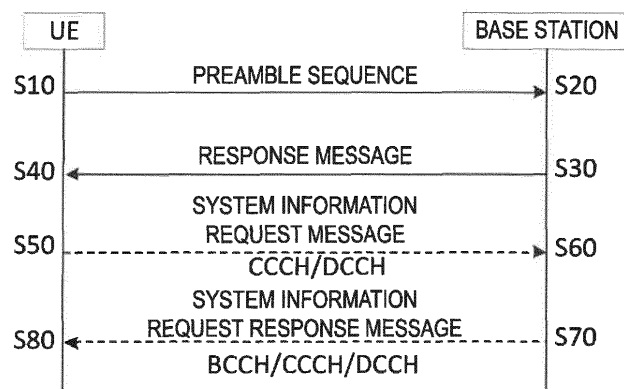 UE
BASE STATION
S10
PREAMBLE SEQUENCE
S20
S40
RESPONSE MESSAGE
S30
SYSTEM INFORMATION
S50
REQUEST MESSAGE
S60
CCCH/DCCH
SYSTEM INFORMATION
S80
REQUEST RESPONSE MESSAGE
S70
BCCH/CCCH/DCCH